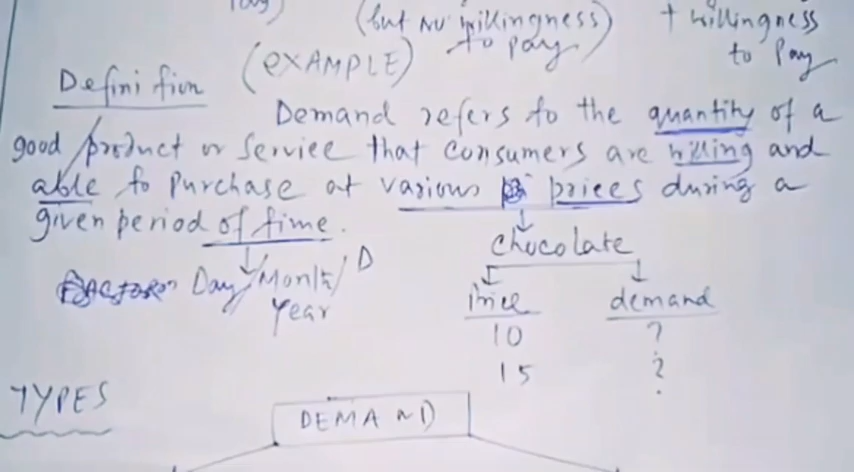 (but NO willingness
to pay)
+ willingness
to Pay
(EXAMPLE)
Definition
Demand refers to the quantity of a
good/product or Service that consumers are willing and
able to purchase at various prices during a
given period of time.
Day/Month/
Year
D
chocolate
Price demand
10 ?
15 ?
TYPES
DEMAND